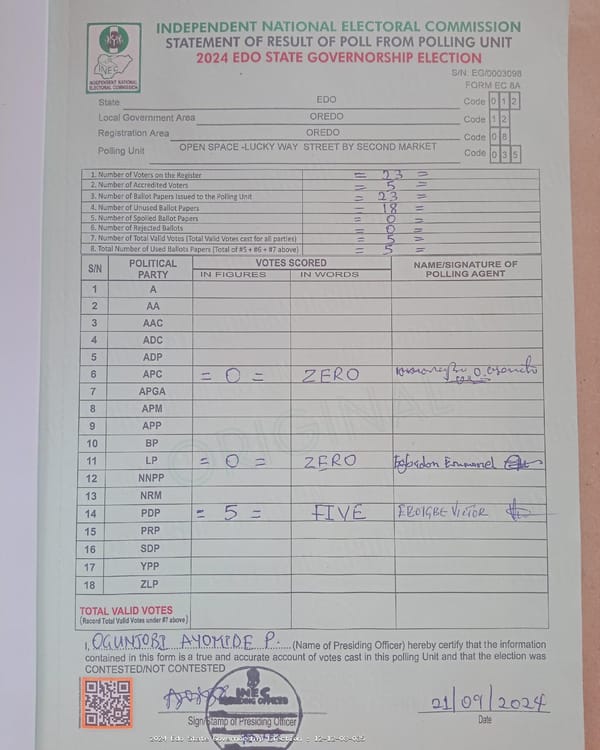 INDEPENDENT NATIONAL ELECTORAL COMMISSION
STATEMENT OF RESULT OF POLL FROM POLLING UNIT
2024 EDO STATE GOVERNORSHIP ELECTION
INEC
INDEPENDENT NATIONAL ELECTORAL COMMISSION
S/N: EG/0003098
FORM EC 8A
State EDO Code 0 1 2
Local Government Area OREDO Code 1 2
Registration Area OREDO Code 0 8
Polling Unit OPEN SPACE -LUCKY WAY STREET BY SECOND MARKET Code 0 3 5
1. Number of Voters on the Register = 23 =
2. Number of Accredited Voters = 5 =
3. Number of Ballot Papers Issued to the Polling Unit = 23 =
4. Number of Unused Ballot Papers = 18 =
5. Number of Spoiled Ballot Papers = 0 =
6. Number of Rejected Ballots = 0 =
7. Number of Total Valid Votes (Total Valid Votes cast for all parties) = 5 =
8. Total Number of Used Ballots Papers (Total of #5 + #6 + #7 above) = 5 =
S/N POLITICAL PARTY VOTES SCORED NAME/SIGNATURE OF POLLING AGENT
IN FIGURES IN WORDS
1 A
2 AA
3 AAC
4 ADC
5 ADP
6 APC = 0 = ZERO
7 APGA
8 APM
9 APP
10 BP
11 LP = 0 = ZERO Emmanuel
12 NNPP
13 NRM
14 PDP = 5 = FIVE EROIGBE VICTOR
15 PRP
16 SDP
17 YPP
18 ZLP
ORIGINAL
TOTAL VALID VOTES
(Record Total Valid Votes under #7 above)
I, OGUNTOBI AYOMIDE P. (Name of Presiding Officer) hereby certify that the information
contained in this form is a true and accurate account of votes cast in this polling Unit and that the election was
CONTESTED/NOT CONTESTED
INEC
PRESIDING OFFICER
21/09/2024
Sign/Stamp of Presiding Officer
Date
2024 Edo State Governorship Election : 12-12-08-035